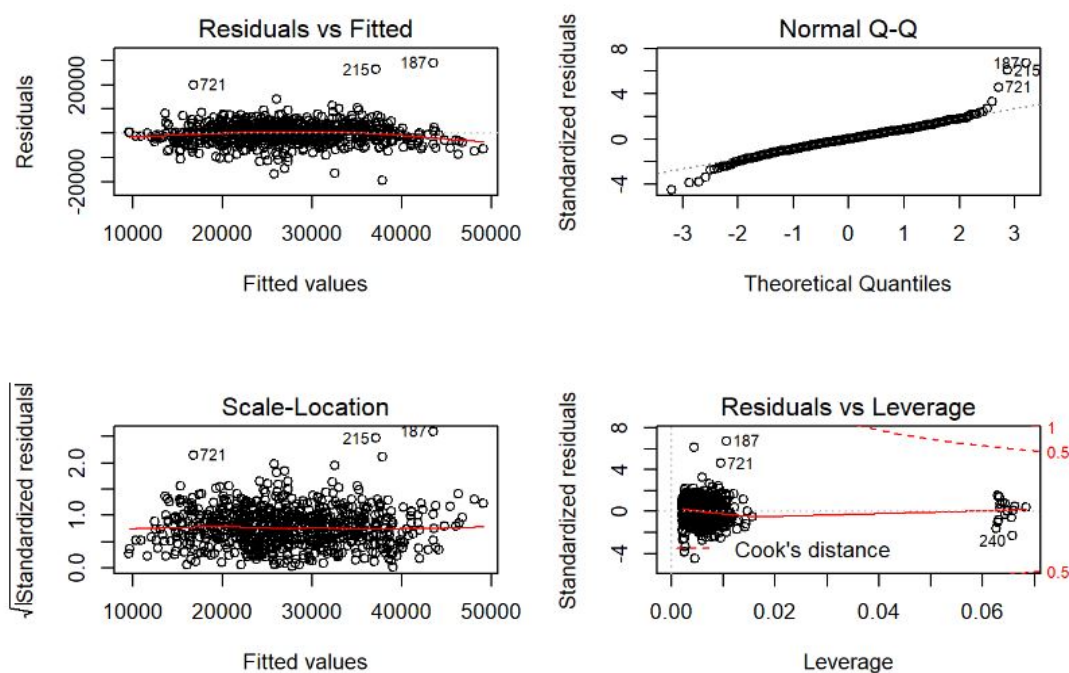 Residuals vs Fitted
Residuals
20000
0
-20000
721
215
187
10000 20000 30000 40000 50000
Fitted values
Normal Q-Q
Standardized residuals
8
4
0
-4
187
215
721
-3 -2 -1 0 1 2 3
Theoretical Quantiles
Scale-Location
√|Standardized residuals|
2.0
1.0
0.0
721
215
187
10000 20000 30000 40000 50000
Fitted values
Residuals vs Leverage
Standardized residuals
8
4
0
-4
187
721
240
Cook's distance
1
0.5
0.5
0.00 0.02 0.04 0.06
Leverage